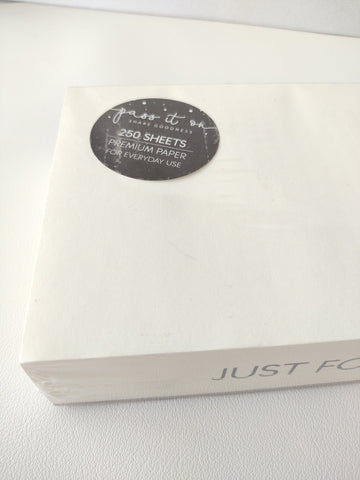 pass it on
SHARE GOODNESS
250 SHEETS
PREMIUM PAPER
FOR EVERYDAY USE
JUST FO